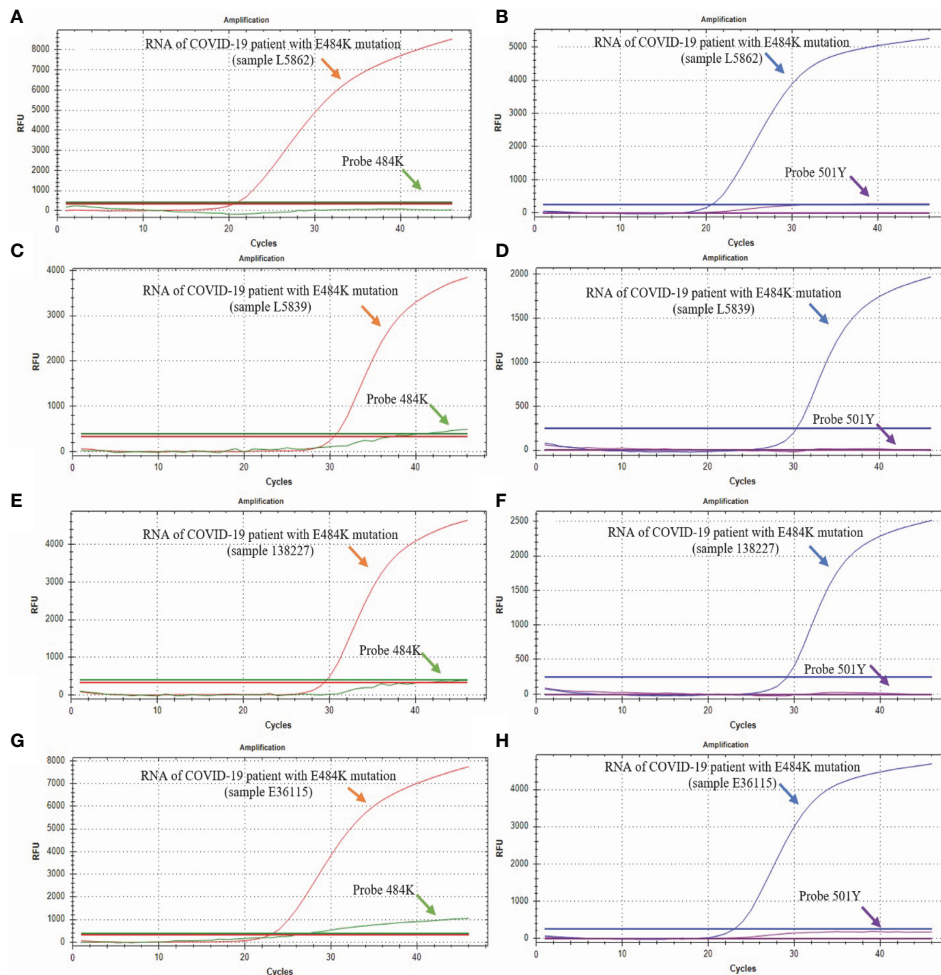 A
Amplification
RNA of COVID-19 patient with E484K mutation
(sample L5862)
Probe 484K
RFU
8000
7000
6000
5000
4000
3000
2000
1000
0
0 10 20 30 40
Cycles
B
Amplification
RNA of COVID-19 patient with E484K mutation
(sample L5862)
Probe 501Y
RFU
5000
4000
3000
2000
1000
0
0 10 20 30 40
Cycles
C
Amplification
RNA of COVID-19 patient with E484K mutation
(sample L5839)
Probe 484K
RFU
4000
3000
2000
1000
0
0 10 20 30 40
Cycles
D
Amplification
RNA of COVID-19 patient with E484K mutation
(sample L5839)
Probe 501Y
RFU
2000
1500
1000
500
0
0 10 20 30 40
Cycles
E
Amplification
RNA of COVID-19 patient with E484K mutation
(sample 138227)
Probe 484K
RFU
4000
2000
0
0 10 20 30 40
Cycles
F
Amplification
RNA of COVID-19 patient with E484K mutation
(sample 138227)
Probe 501Y
RFU
2500
2000
1500
1000
500
0
0 10 20 30 40
Cycles
G
Amplification
RNA of COVID-19 patient with E484K mutation
(sample E36115)
Probe 484K
RFU
8000
7000
6000
5000
4000
3000
2000
1000
0
0 10 20 30 40
Cycles
H
Amplification
RNA of COVID-19 patient with E484K mutation
(sample E36115)
Probe 501Y
RFU
4000
2000
0
0 10 20 30 40
Cycles